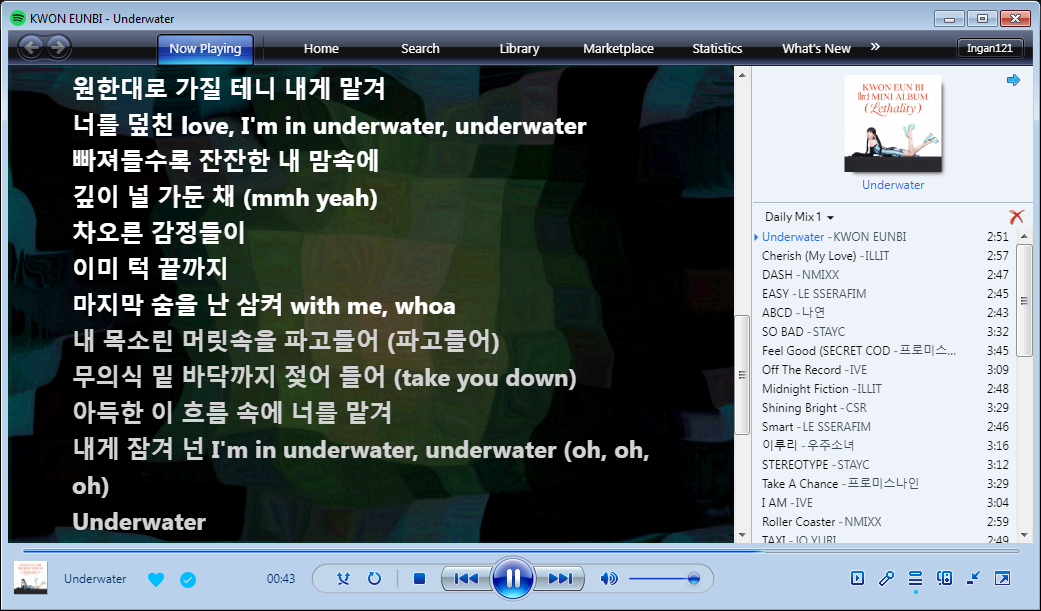 KWON EUNBI - Underwater
Now Playing
Home
Search
Library
Marketplace
Statistics
What's New
»
Ingan121
원한대로 가질 테니 내게 맡겨
너를 덮친 love, I'm in underwater, underwater
빠져들수록 잔잔한 내 맘속에
깊이 널 가둔 채 (mmh yeah)
차오른 감정들이
이미 턱 끝까지
마지막 숨을 난 삼켜 with me, whoa
내 목소린 머릿속을 파고들어 (파고들어)
무의식 밑 바닥까지 젖어 들어 (take you down)
아득한 이 흐름 속에 너를 맡겨
내게 잠겨 넌 I'm in underwater, underwater (oh, oh,
oh)
Underwater
KWON EUN BI
3rd MINI ALBUM
(Lethality)
Underwater
Daily Mix 1
Underwater - KWON EUNBI 2:51
Cherish (My Love) - ILLIT 2:57
DASH - NMIXX 2:47
EASY - LE SSERAFIM 2:45
ABCD - 나연 2:43
SO BAD - STAYC 3:32
Feel Good (SECRET COD - 프로미스... 3:45
Off The Record - IVE 3:09
Midnight Fiction - ILLIT 2:48
Shining Bright - CSR 3:29
Smart - LE SSERAFIM 2:46
이루리 - 우주소녀 3:16
STEREOTYPE - STAYC 3:12
Take A Chance - 프로미스나인 3:29
I AM - IVE 3:04
Roller Coaster - NMIXX 2:59
TAXI - JO YURI 2:49
Underwater
00:43